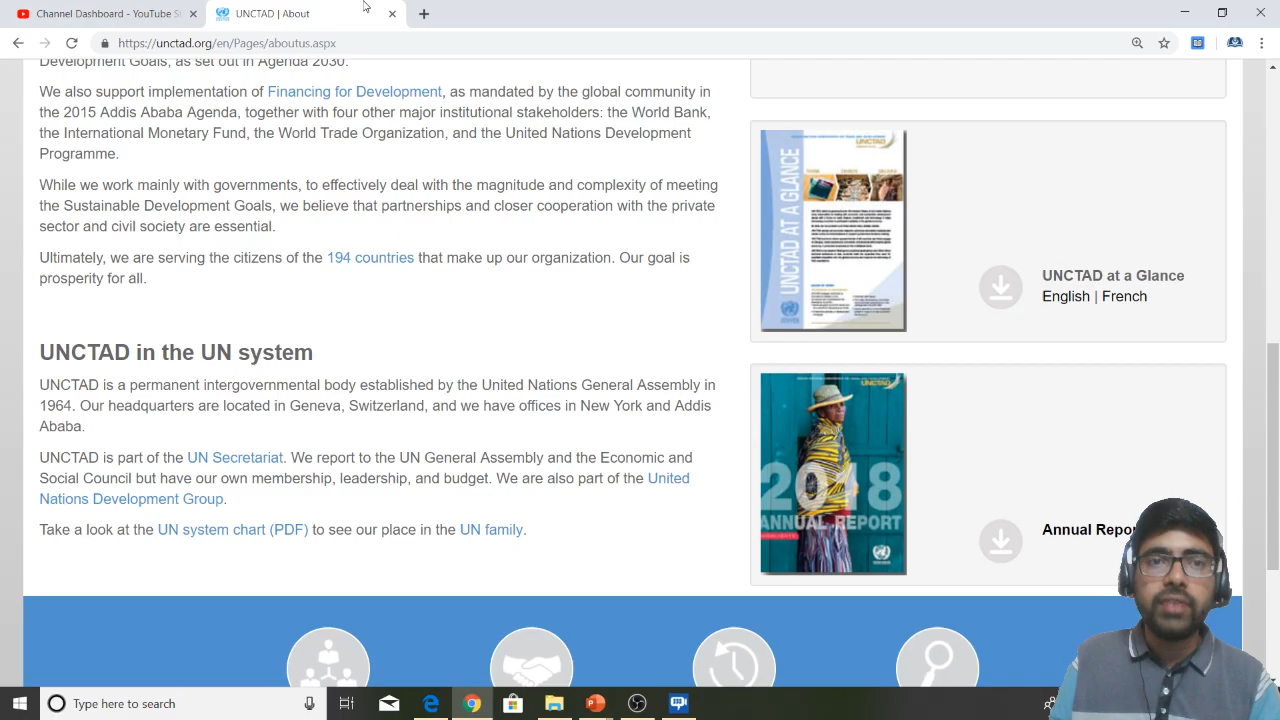 Channel Dashboard - YouTube St
UNCTAD | About
https://unctad.org/en/Pages/aboutus.aspx
Development Goals, as set out in Agenda 2030.
We also support implementation of Financing for Development, as mandated by the global community in
the 2015 Addis Ababa Agenda, together with four other major institutional stakeholders: the World Bank,
the International Monetary Fund, the World Trade Organization, and the United Nations Development
Programme.
While we work mainly with governments, to effectively deal with the magnitude and complexity of meeting
the Sustainable Development Goals, we believe that partnerships and closer cooperation with the private
sector and are essential.
Ultimately, the citizens of the 194 countries that make up our organization. Our goal is
prosperity for all.
UNCTAD in the UN system
UNCTAD is a intergovernmental body established by the United Nations General Assembly in
1964. Our headquarters are located in Geneva, Switzerland, and we have offices in New York and Addis
Ababa.
UNCTAD is part of the UN Secretariat. We report to the UN General Assembly and the Economic and
Social Council but have our own membership, leadership, and budget. We are also part of the United
Nations Development Group.
Take a look at the UN system chart (PDF) to see our place in the UN family.
UNCTAD
UNCTAD AT A GLANCE
UNCTAD at a Glance
English | French
UNCTAD
2018
ANNUAL REPORT
HIGHLIGHTS
Annual Repo
Type here to search